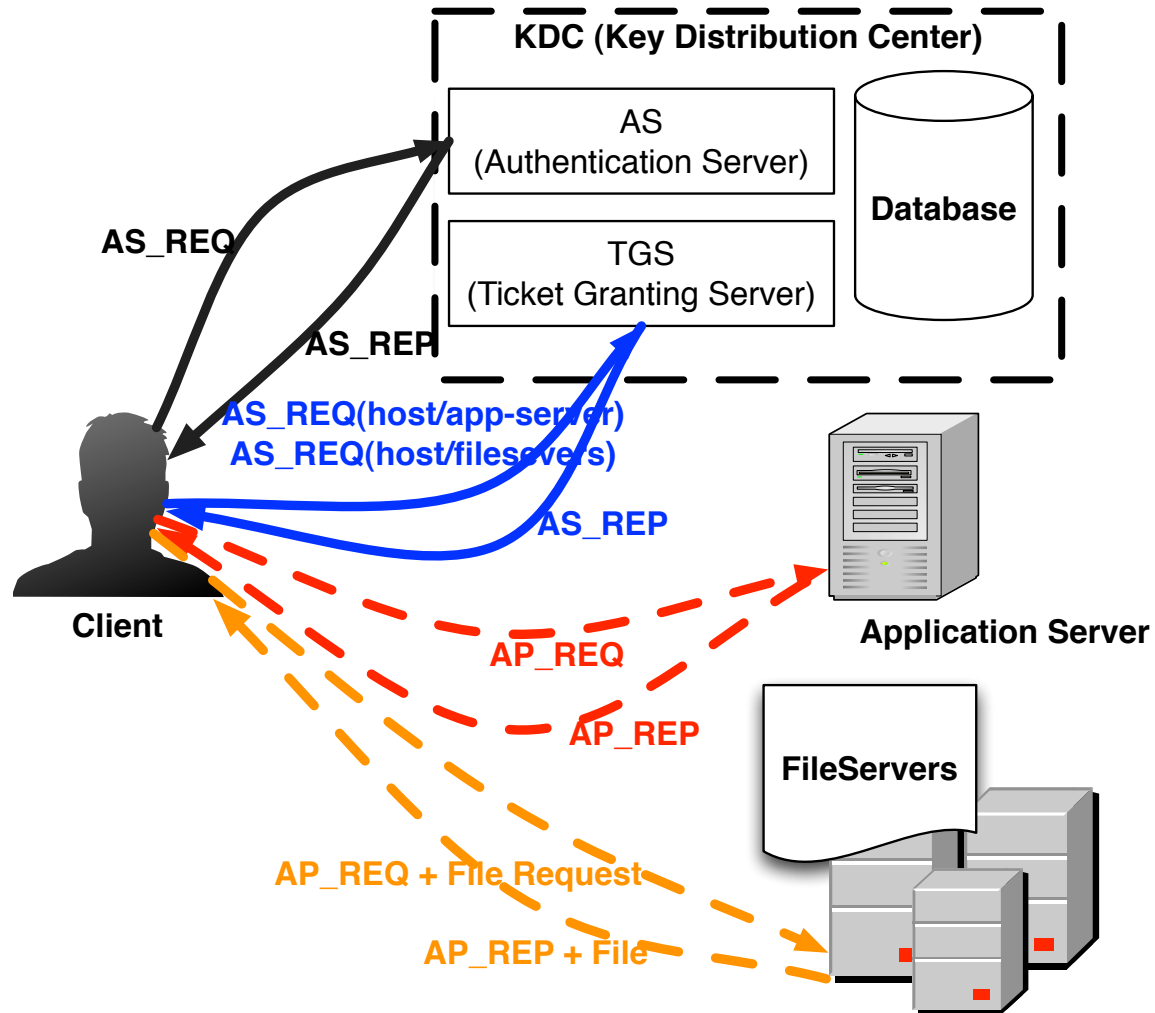 KDC (Key Distribution Center)
AS
(Authentication Server)
Database
TGS
(Ticket Granting Server)
AS_REQ
AS_REP
AS_REQ(host/app-server)
AS_REQ(host/filesevers)
AS_REP
Client
Application Server
AP_REQ
AP_REP
FileServers
AP_REQ + File Request
AP_REP + File